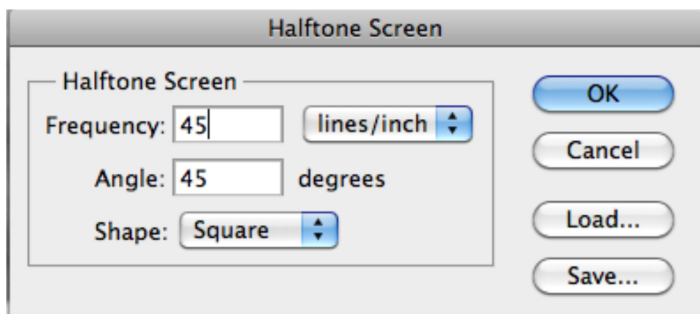 Halftone Screen
Halftone Screen
Frequency: 45 lines/inch
Angle: 45 degrees
Shape: Square
OK
Cancel
Load...
Save...